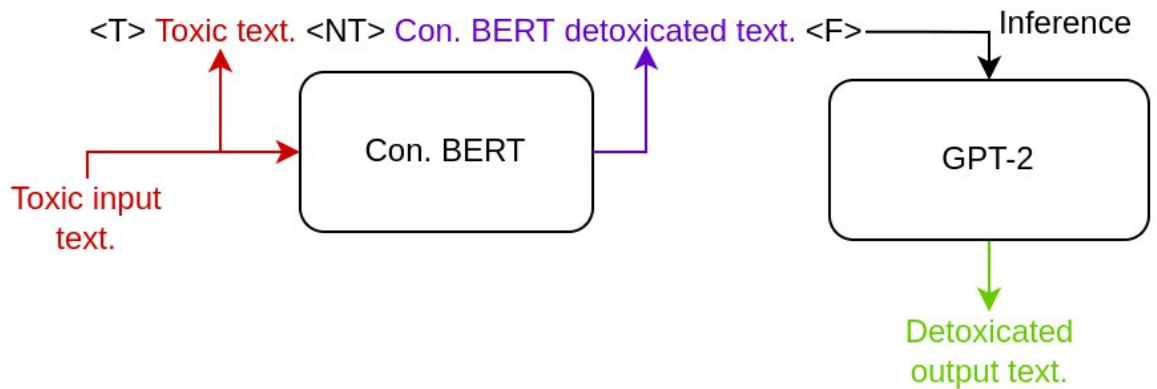 <T> Toxic text. <NT> Con. BERT detoxicated text. <F>
Inference
Con. BERT
GPT-2
Toxic input
text.
Detoxicated
output text.